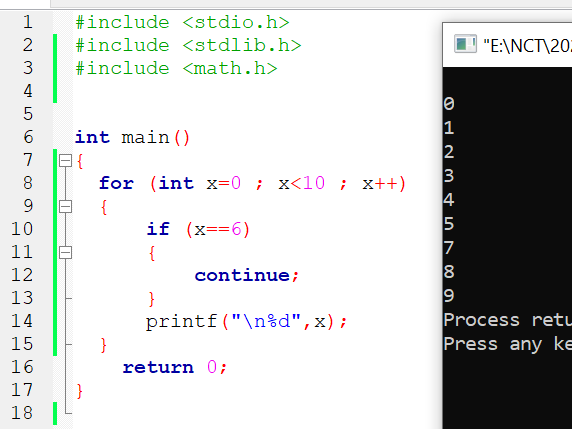 1 #include <stdio.h>
2 #include <stdlib.h>
3 #include <math.h>
4
5
6 int main()
7 {
8 for (int x=0 ; x<10 ; x++)
9 {
10 if (x==6)
11 {
12 continue;
13 }
14 printf("\n%d",x);
15 }
16 return 0;
17 }
18
"E:\NCT\202
0
1
2
3
4
5
7
8
9
Process retu
Press any ke